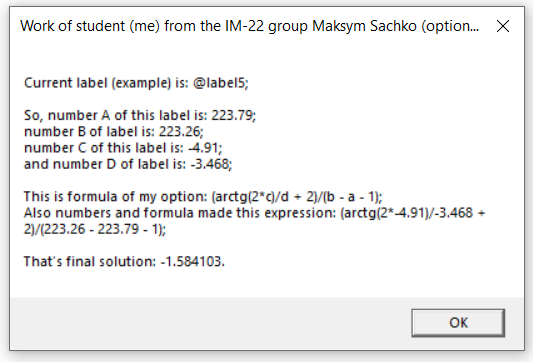 Work of student (me) from the IM-22 group Maksym Sachko (option...
Current label (example) is: @label5;
So, number A of this label is: 223.79;
number B of label is: 223.26;
number C of this label is: -4.91;
and number D of label is: -3.468;
This is formula of my option: (arctg(2*c)/d + 2)/(b - a - 1);
Also numbers and formula made this expression: (arctg(2*-4.91)/-3.468 +
2)/(223.26 - 223.79 - 1);
That's final solution: -1.584103.
OK